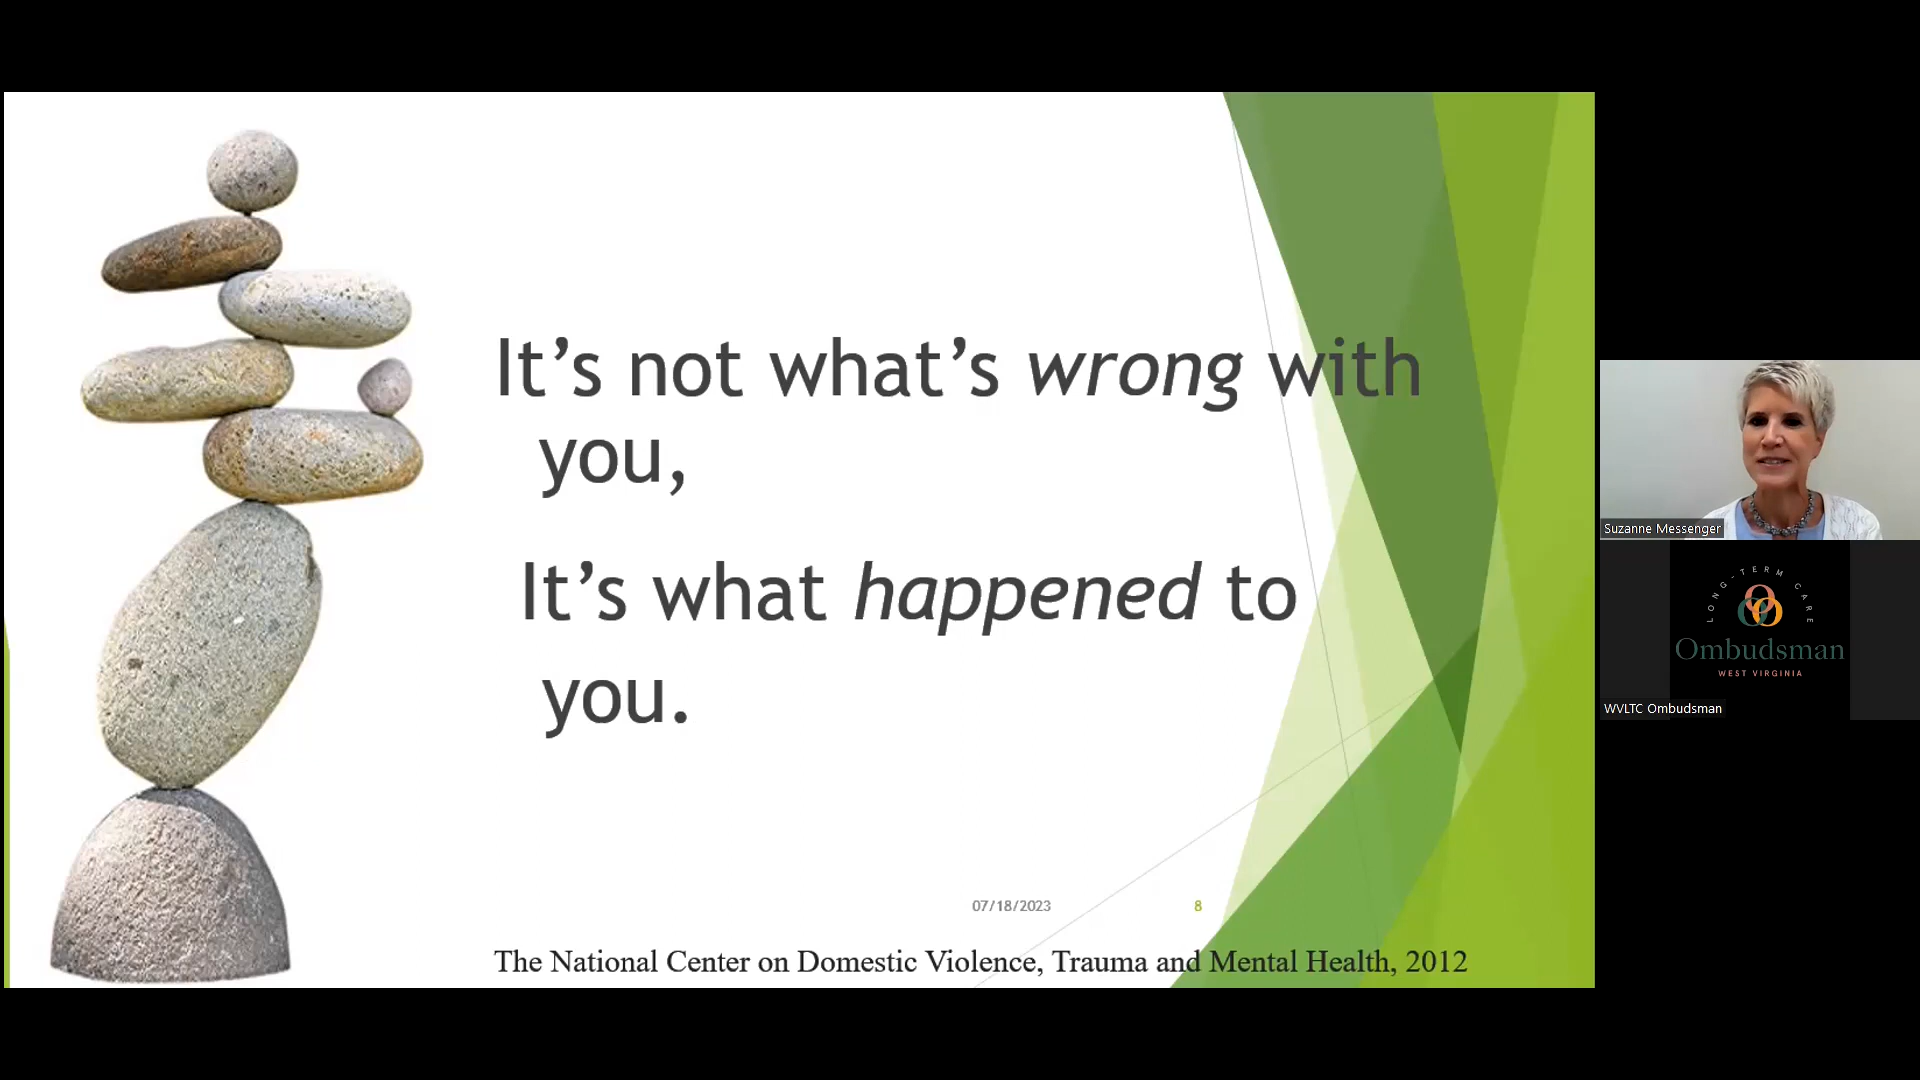 It’s not what’s wrong with
you,
It’s what happened to
you.
07/18/2023
8
The National Center on Domestic Violence, Trauma and Mental Health, 2012
Suzanne Messenger
LONG-TERM CARE
Ombudsman
WEST VIRGINIA
WVLTC Ombudsman